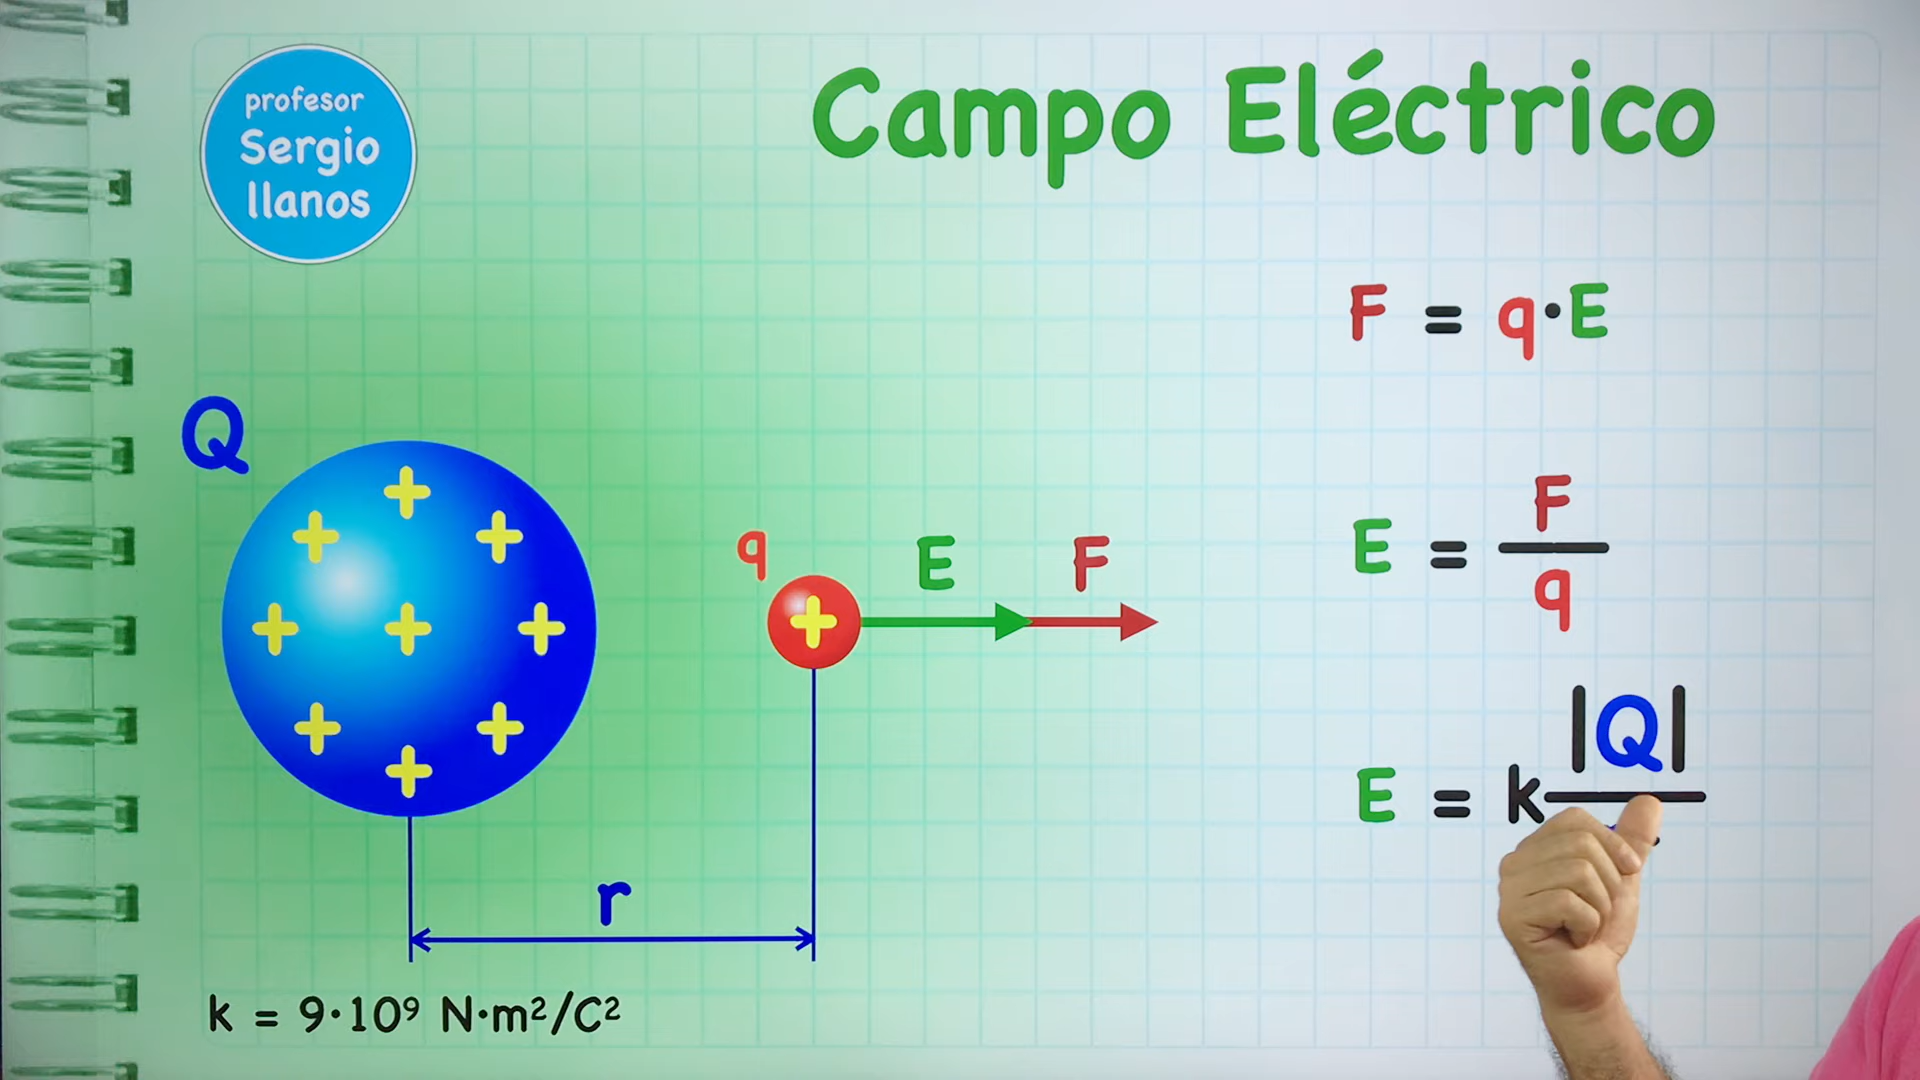 profesor
Sergio
llanos
Campo Eléctrico
F = q·E
Q
q
E
F
E = F
q
E = k |Q|
r
k = 9·10⁹ N·m²/C²